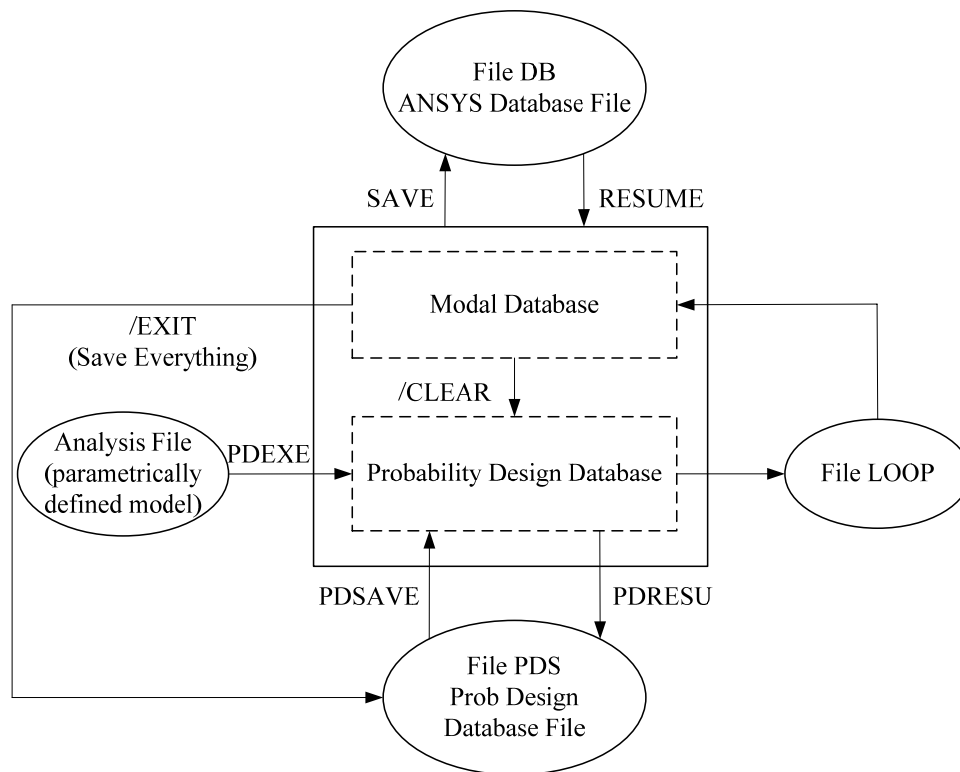 File DB
ANSYS Database File
SAVE
RESUME
Modal Database
/EXIT
(Save Everything)
/CLEAR
Analysis File
(parametrically
defined model)
PDEXE
Probability Design Database
File LOOP
PDSAVE
PDRESU
File PDS
Prob Design
Database File